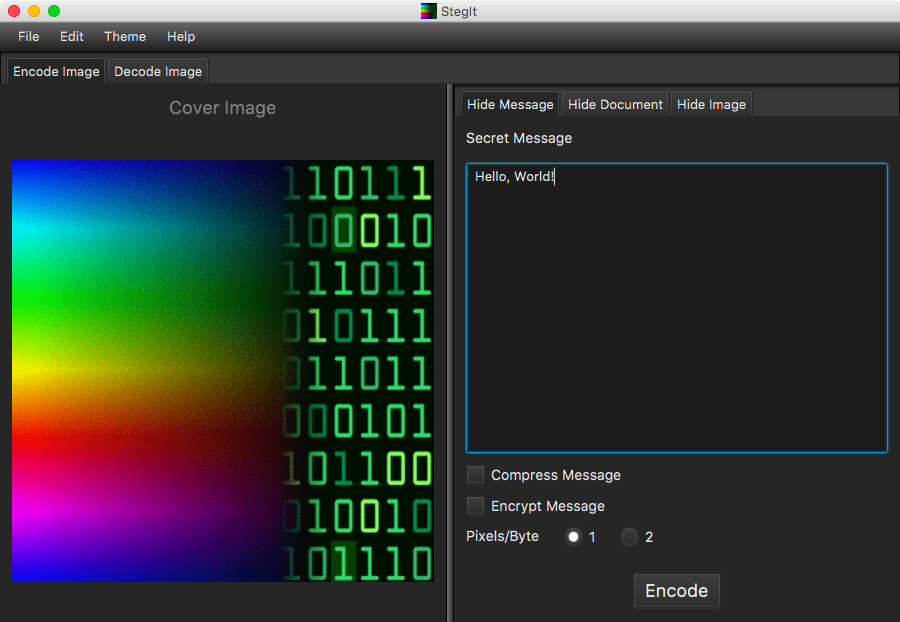 StegIt
File Edit Theme Help
Encode Image Decode Image
Cover Image
110111
100010
111011
010111
011011
000101
101100
010010
101110
Hide Message Hide Document Hide Image
Secret Message
Hello, World!
Compress Message
Encrypt Message
Pixels/Byte 1 2
Encode